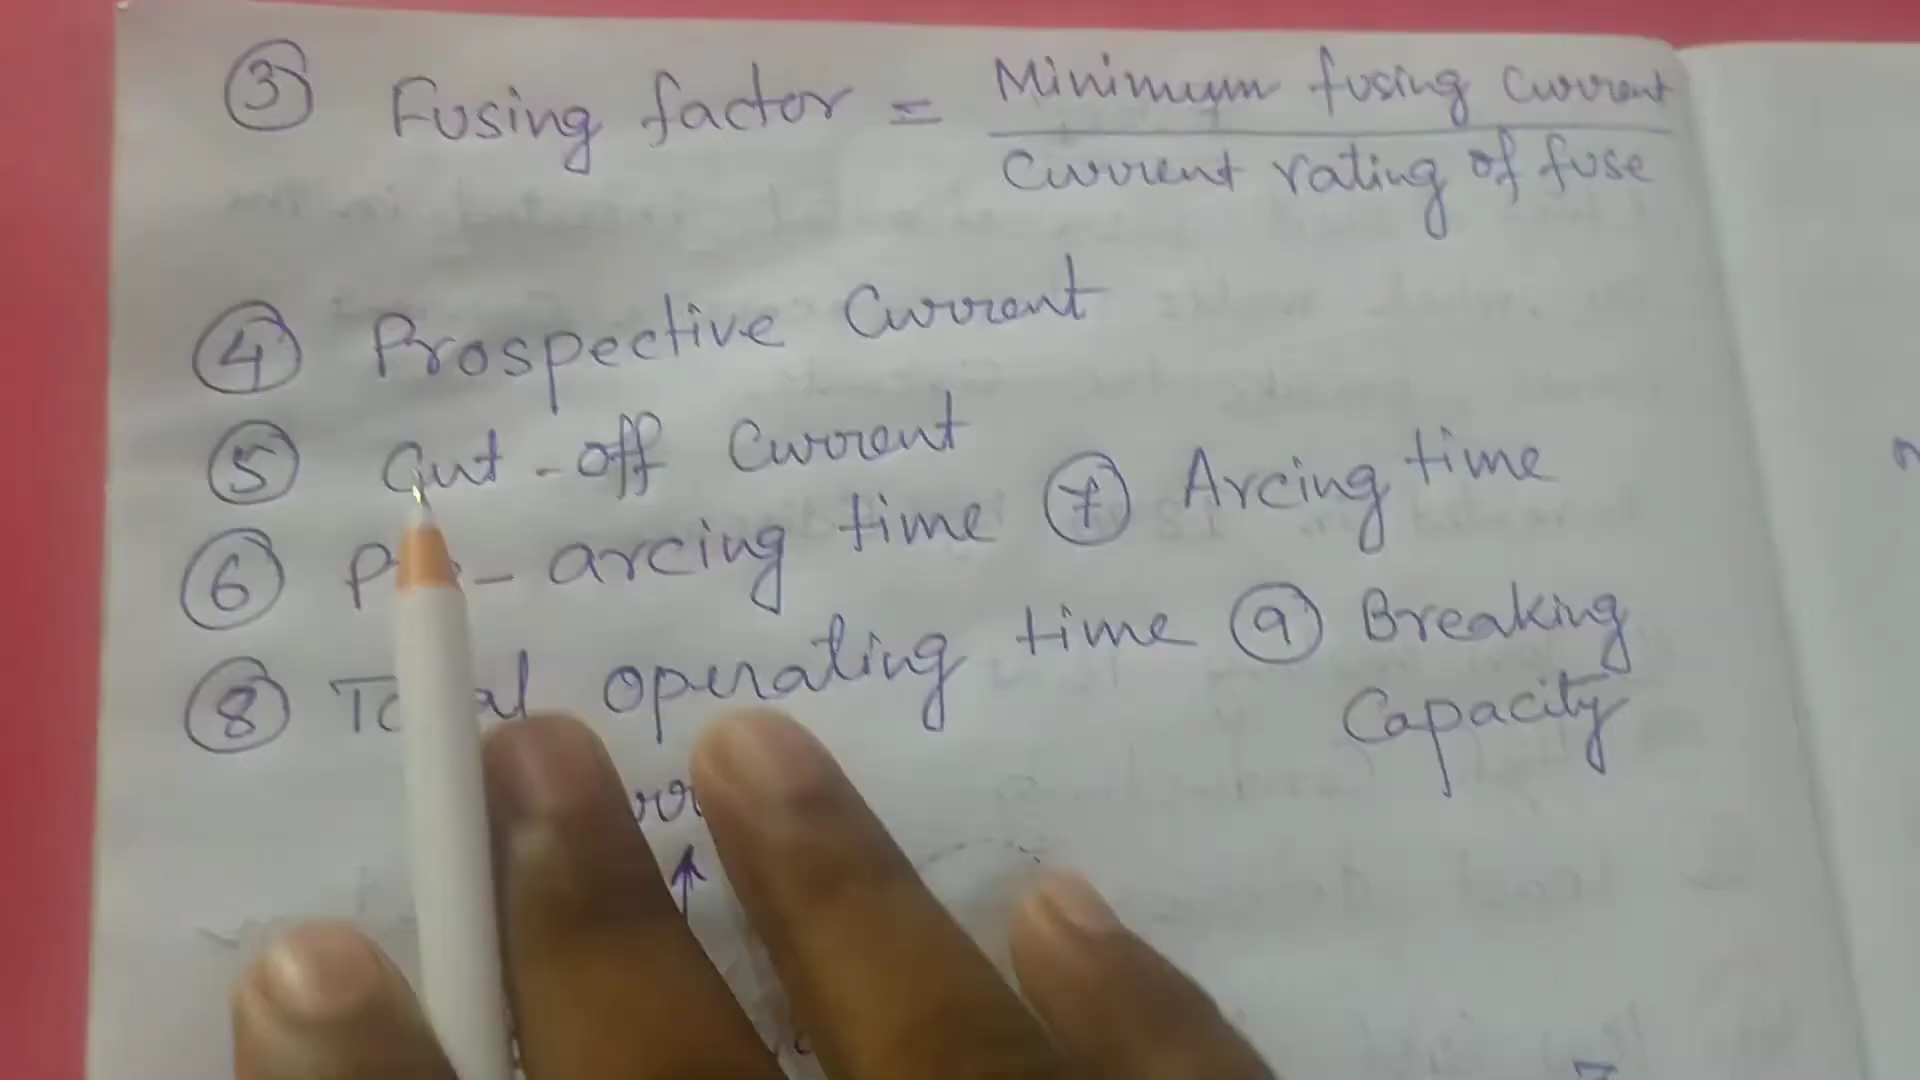 ③ Fusing factor = Minimum fusing current
Current rating of fuse
④ Prospective Current
⑤ Cut-off Current
⑥ - arcing time ⑦ Arcing time
⑧ operating time ⑨ Breaking
Capacity